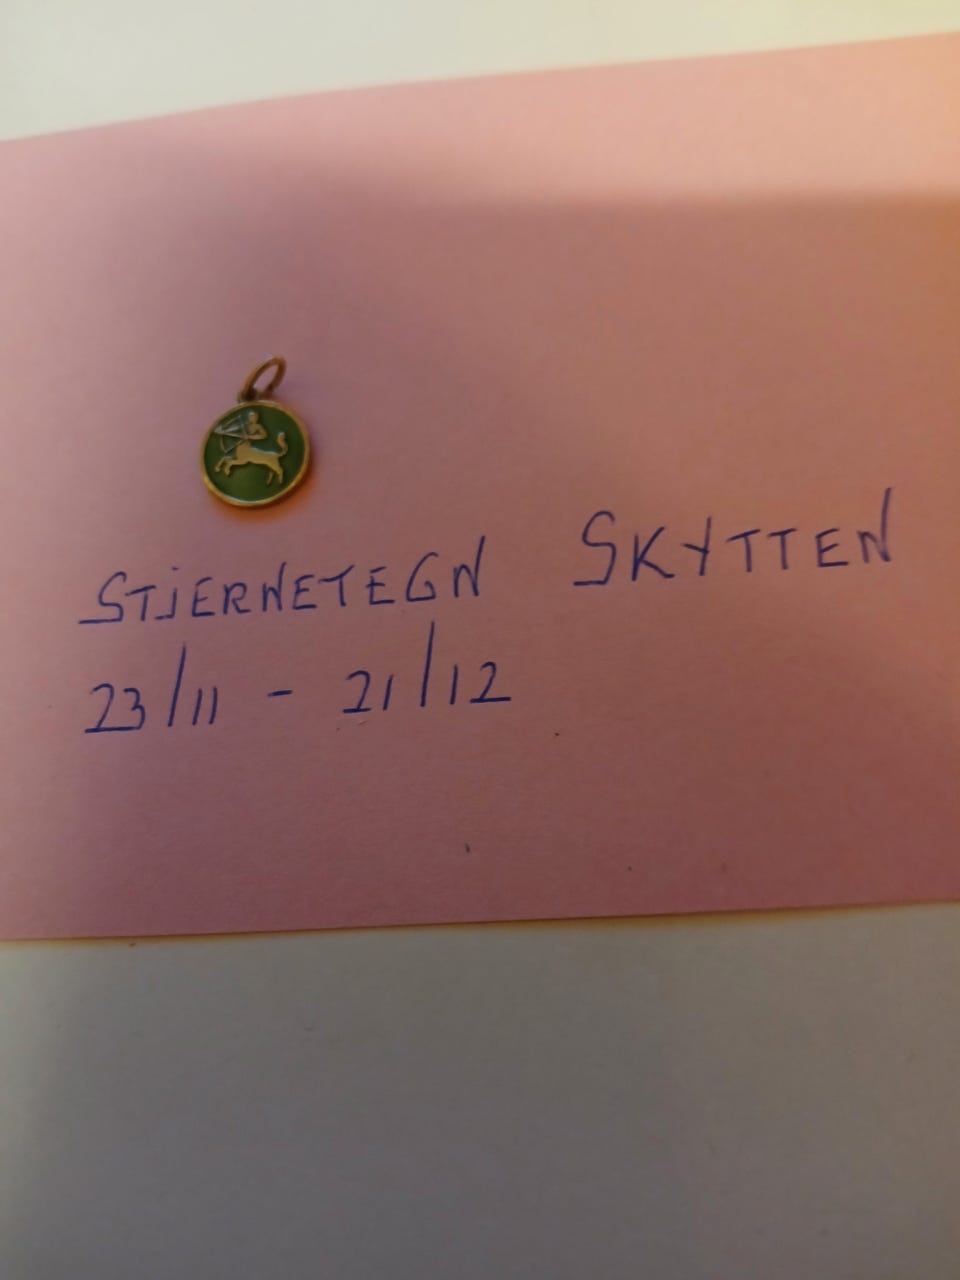 STJERNETEGN SKYTTEN
23/11 - 21/12